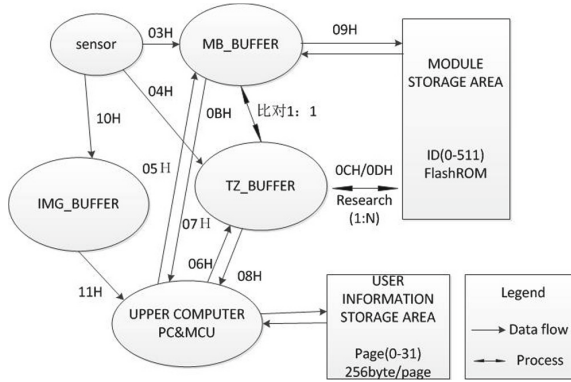 sensor
03H
MB_BUFFER
09H
MODULE
STORAGE AREA
ID(0-511)
FlashROM
10H
04H
0BH
比对1：1
TZ_BUFFER
0CH/0DH
Research
(1:N)
IMG_BUFFER
05H
07H
06H
08H
11H
UPPER COMPUTER
PC&MCU
USER
INFORMATION
STORAGE AREA
Page(0-31)
256byte/page
Legend
Data flow
Process